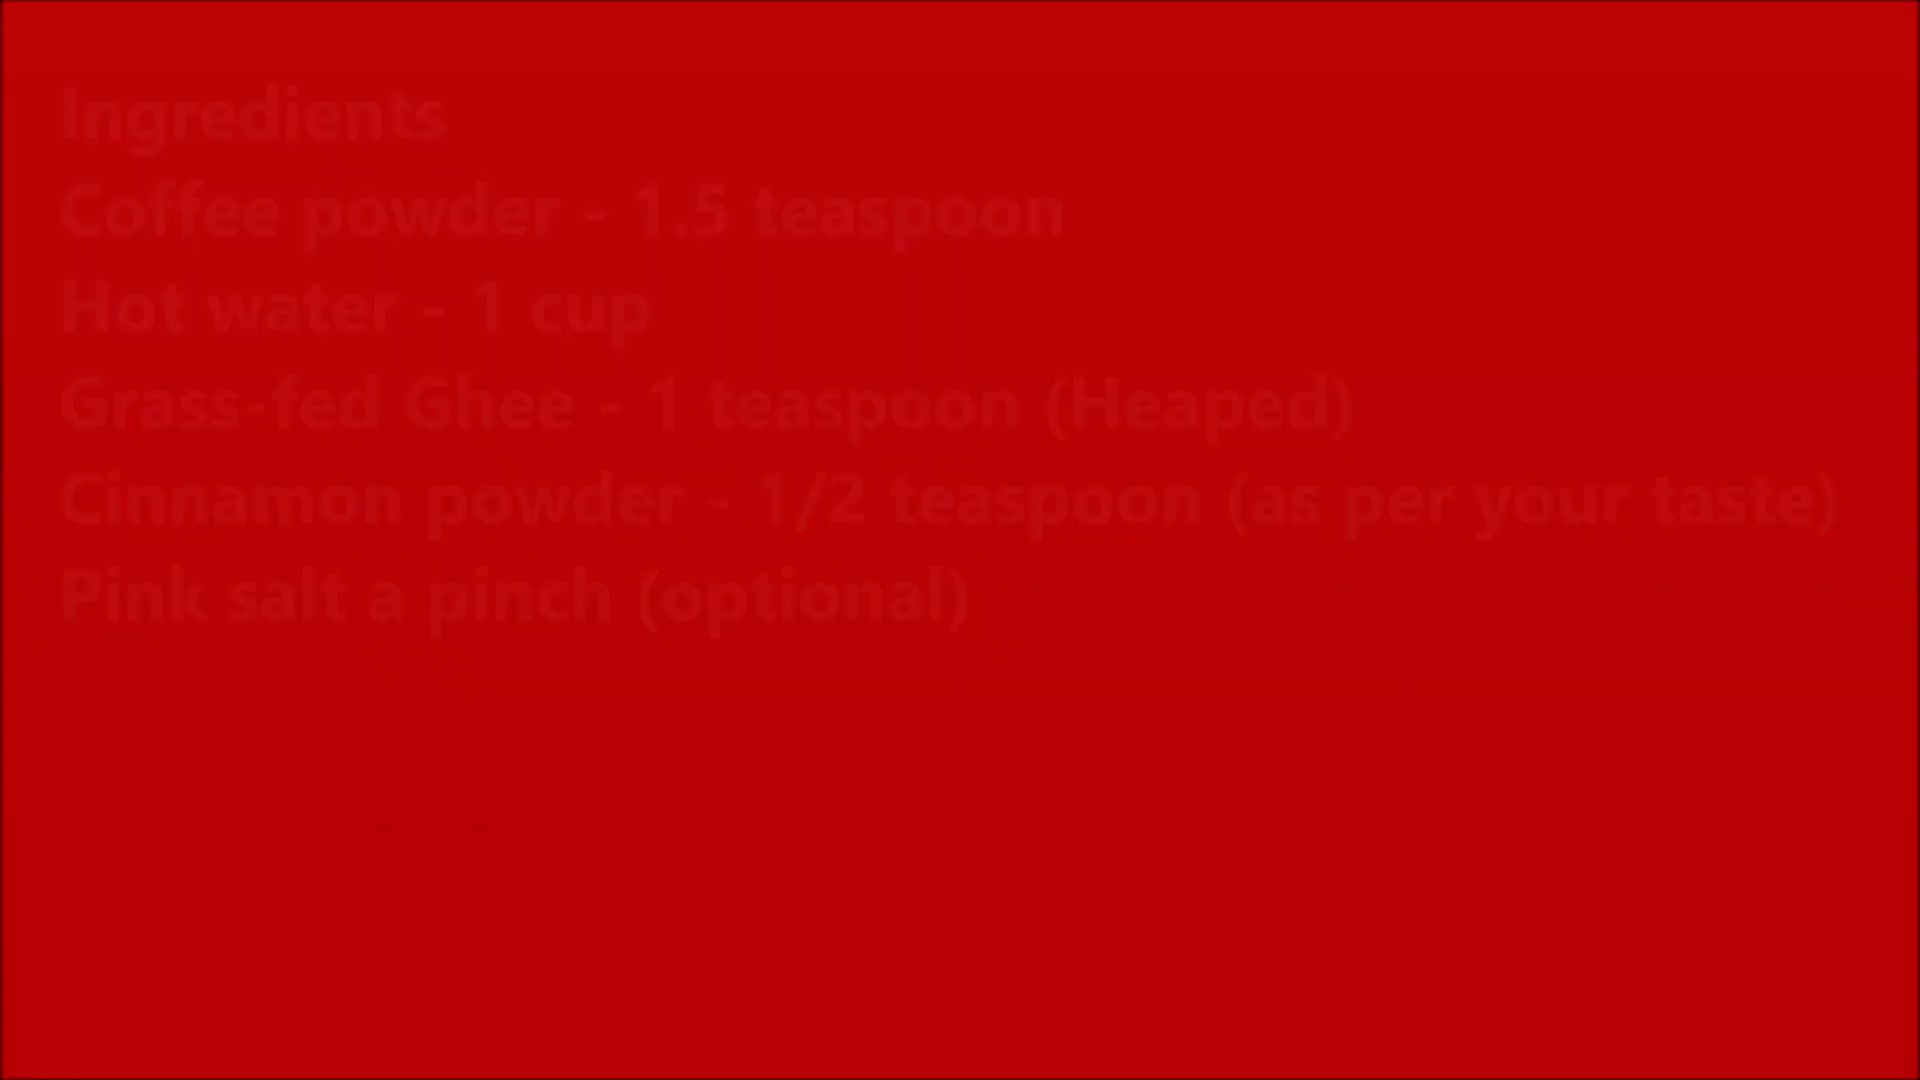 Ingredients
Coffee powder - 1.5 teaspoon
Hot water - 1 cup
Grass-fed Ghee - 1 teaspoon (Heaped)
Cinnamon powder - 1/2 teaspoon (as per your taste)
Pink salt a pinch (optional)